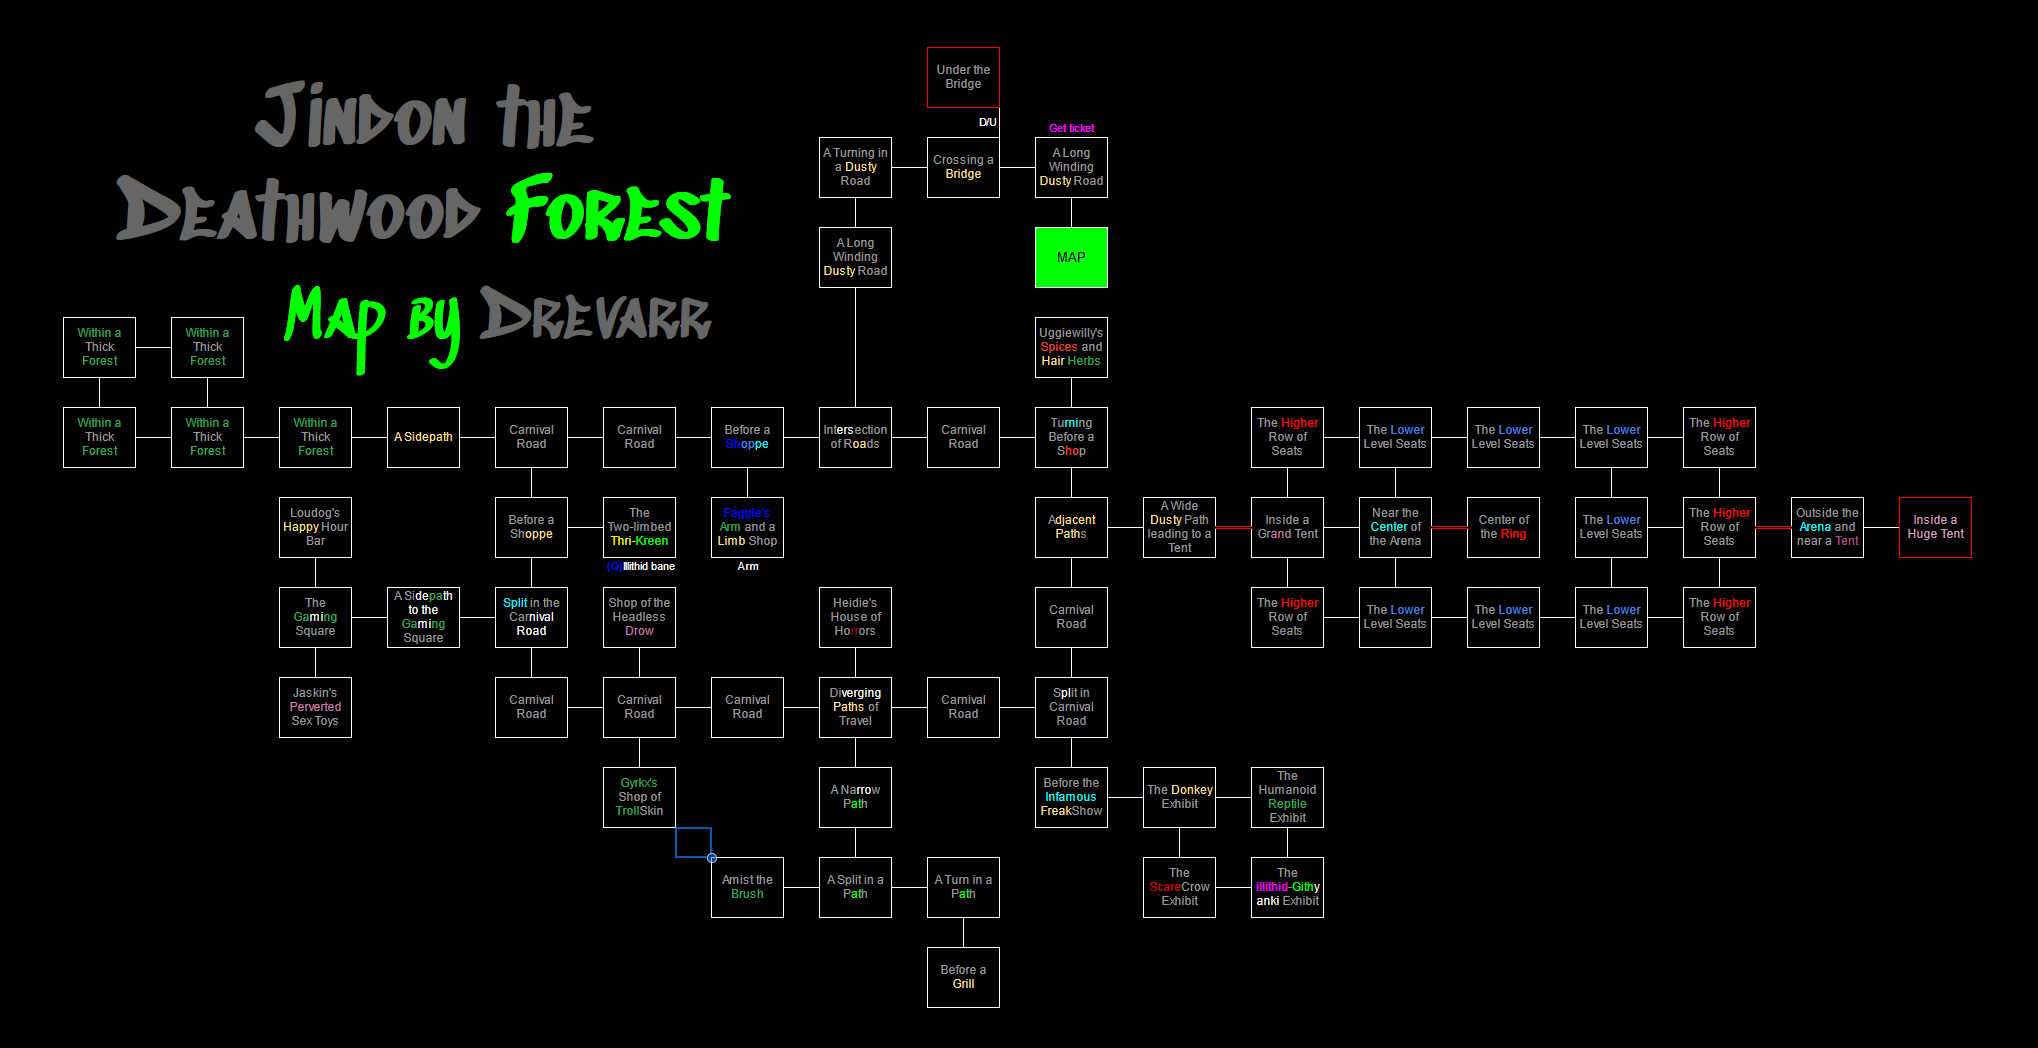 Under the
Bridge
Jindon the
Deathwood Forest
Map by Drevarr
D/U
Get ticket
A Turning in
a Dusty
Road
Crossing a
Bridge
A Long
Winding
Dusty Road
A Long
Winding
Dusty Road
MAP
Within a
Thick
Forest
Within a
Thick
Forest
Uggiewilly's
Spices and
Hair Herbs
Within a
Thick
Forest
Within a
Thick
Forest
Within a
Thick
Forest
A Sidepath
Carnival
Road
Carnival
Road
Before a
Shoppe
Intersection
of Roads
Carnival
Road
Turning
Before a
Shop
The Higher
Row of
Seats
The Lower
Level Seats
The Lower
Level Seats
The Lower
Level Seats
The Higher
Row of
Seats
Loudog's
Happy Hour
Bar
Before a
Shoppe
The
Two-limbed
Thri-Kreen
(O)Illithid bane
Faggle's
Arm and a
Limb Shop
Arm
Adjacent
Paths
A Wide
Dusty Path
leading to a
Tent
Inside a
Grand Tent
Near the
Center of
the Arena
Center of
the Ring
The Lower
Level Seats
The Higher
Row of
Seats
Outside the
Arena and
near a Tent
Inside a
Huge Tent
The
Gaming
Square
A Sidepath
to the
Gaming
Square
Split in the
Carnival
Road
Shop of the
Headless
Drow
Heidie's
House of
Horrors
Carnival
Road
The Higher
Row of
Seats
The Lower
Level Seats
The Lower
Level Seats
The Lower
Level Seats
The Higher
Row of
Seats
Jaskin's
Perverted
Sex Toys
Carnival
Road
Carnival
Road
Carnival
Road
Diverging
Paths of
Travel
Carnival
Road
Split in
Carnival
Road
Gyrkx's
Shop of
TrollSkin
A Narrow
Path
Before the
Infamous
FreakShow
The Donkey
Exhibit
The
Humanoid
Reptile
Exhibit
Amist the
Brush
A Split in a
Path
A Turn in a
Path
The
ScareCrow
Exhibit
The
illithid-Githy
anki Exhibit
Before a
Grill